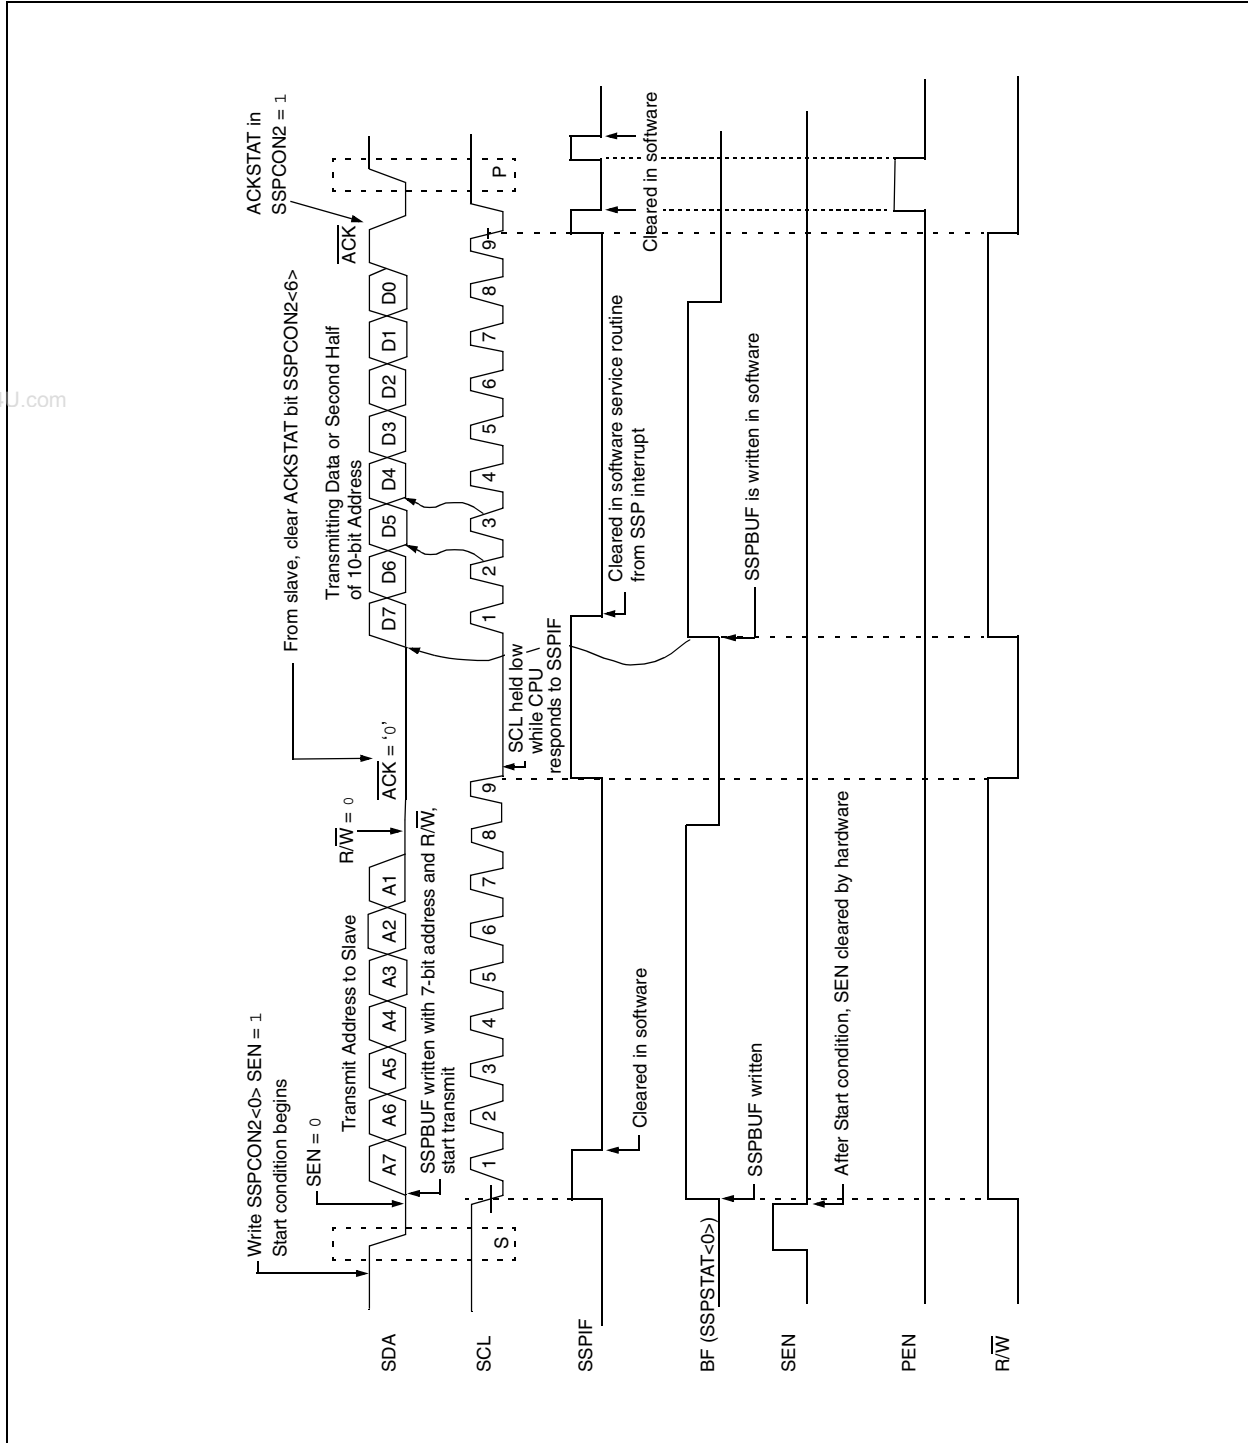 Write SSPCON2<0> SEN = 1
Start condition begins
SEN = 0
Transmit Address to Slave
R/W = 0
From slave, clear ACKSTAT bit SSPCON2<6>
ACK = ‘0’
Transmitting Data or Second Half
of 10-bit Address
ACKSTAT in
SSPCON2 = 1
ACK
SDA
A7 A6 A5 A4 A3 A2 A1
D7 D6 D5 D4 D3 D2 D1 D0
SSPBUF written with 7-bit address and R/W,
start transmit
SCL
S
1 2 3 4 5 6 7 8 9
1 2 3 4 5 6 7 8 9
P
SCL held low
while CPU
responds to SSPIF
SSPIF
Cleared in software
Cleared in software service routine
from SSP interrupt
Cleared in software
BF (SSPSTAT<0>)
SSPBUF written
SSPBUF is written in software
SEN
After Start condition, SEN cleared by hardware
PEN
R/W
U.com